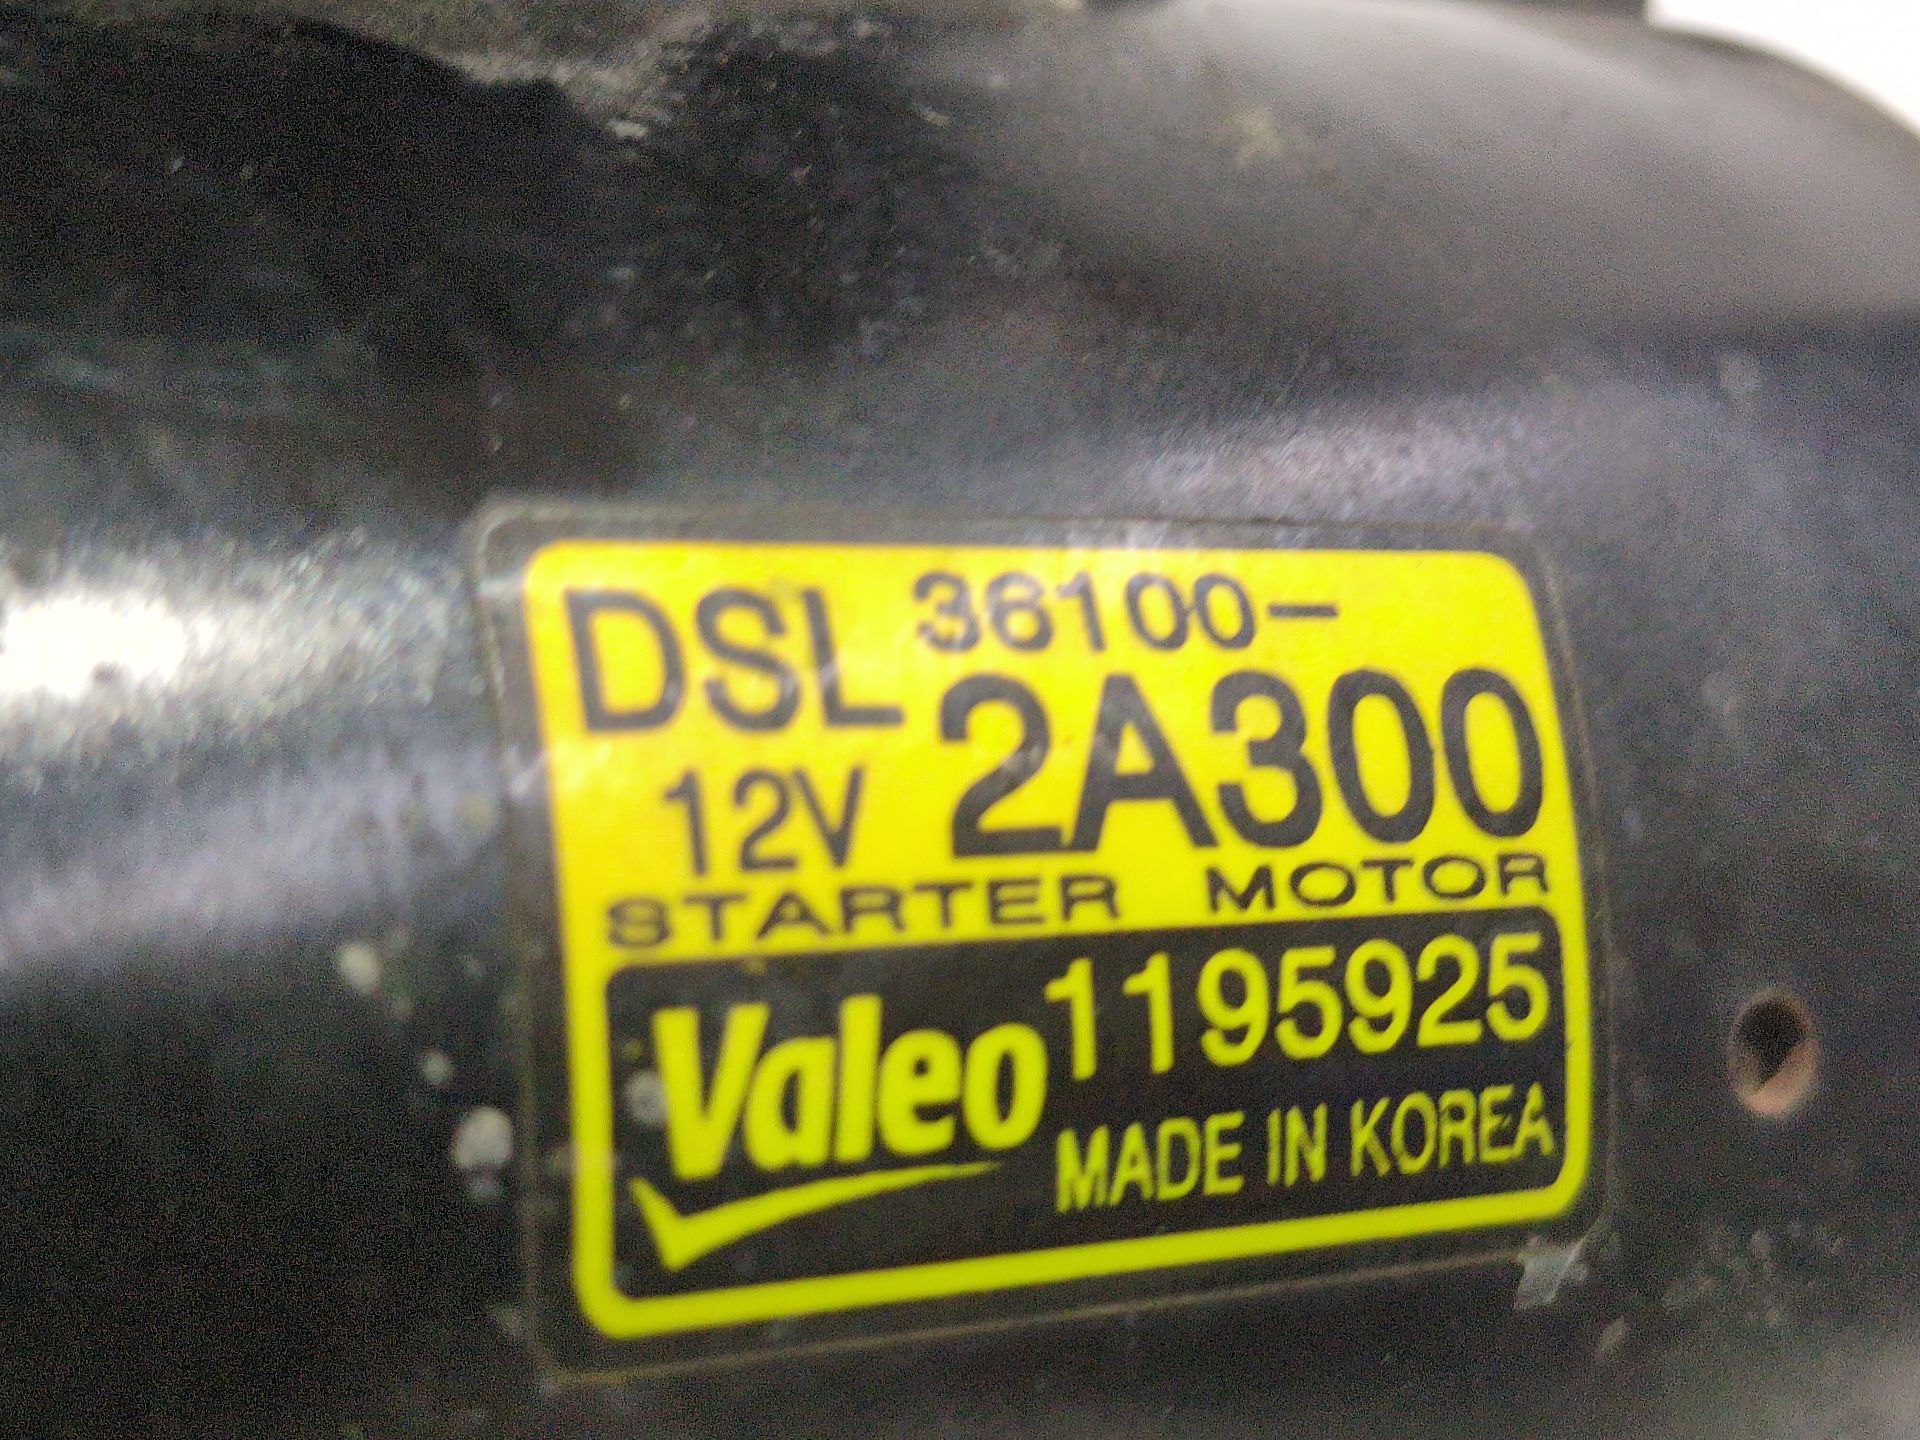 DSL 36100-
12V 2A300
STARTER MOTOR
Valeo 1195925
MADE IN KOREA